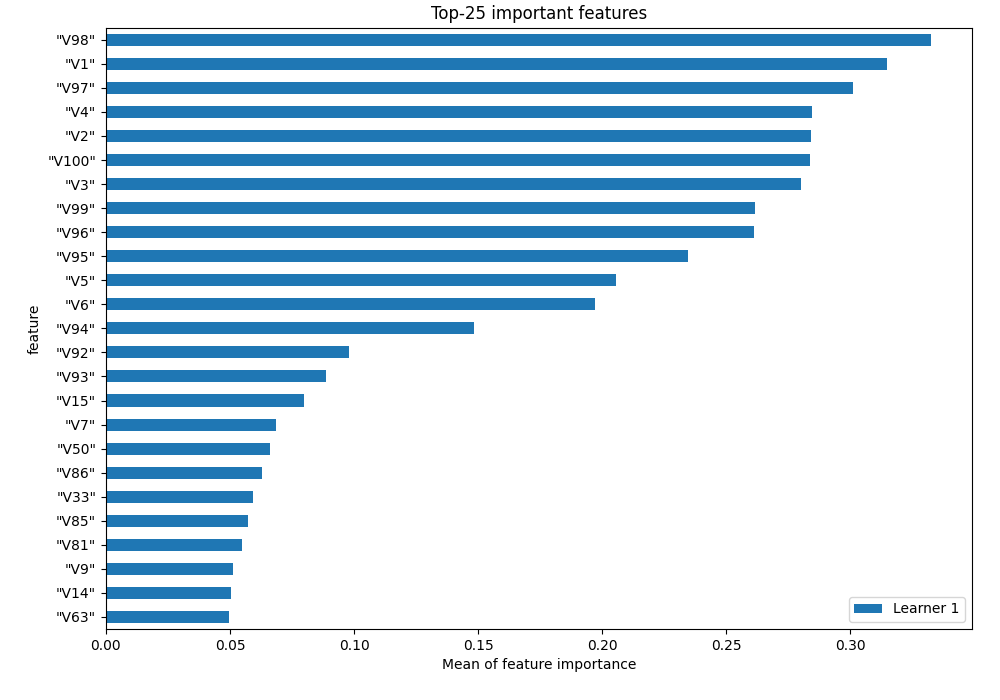 Top-25 important features
"V98"
"V1"
"V97"
"V4"
"V2"
"V100"
"V3"
"V99"
"V96"
"V95"
"V5"
"V6"
"V94"
"V92"
"V93"
"V15"
"V7"
"V50"
"V86"
"V33"
"V85"
"V81"
"V9"
"V14"
"V63"
feature
Learner 1
0.00 0.05 0.10 0.15 0.20 0.25 0.30
Mean of feature importance